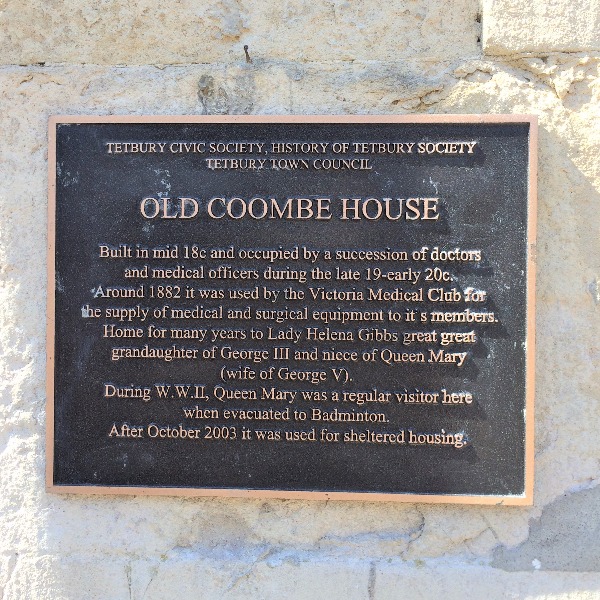 TETBURY CIVIC SOCIETY, HISTORY OF TETBURY SOCIETY
TETBURY TOWN COUNCIL
OLD COOMBE HOUSE
Built in mid 18c and occupied by a succession of doctors
and medical officers during the late 19-early 20c.
Around 1882 it was used by the Victoria Medical Club for
the supply of medical and surgical equipment to it's members.
Home for many years to Lady Helena Gibbs great great
grandaughter of George III and niece of Queen Mary
(wife of George V).
During W.W.II, Queen Mary was a regular visitor here
when evacuated to Badminton.
After October 2003 it was used for sheltered housing.